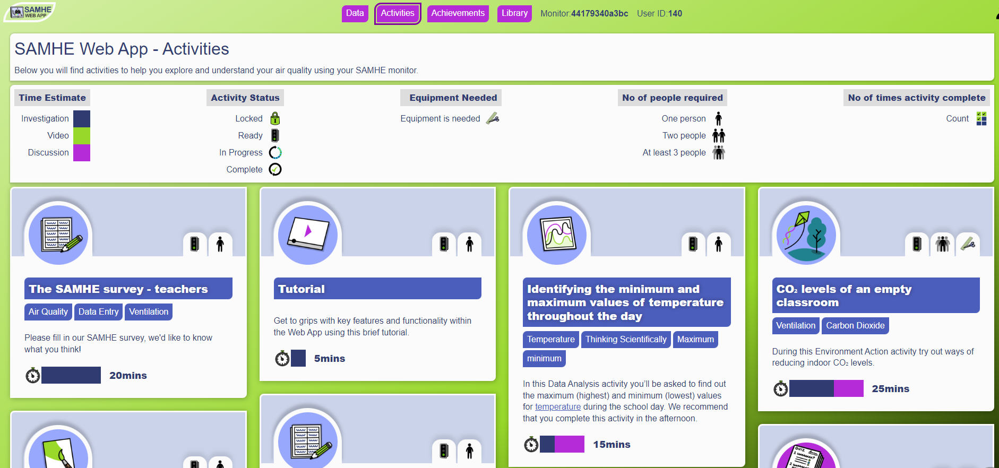 SAMHE
WEB APP
Data
Activities
Achievements
Library
Monitor:44179340a3bc
User ID:140
SAMHE Web App - Activities
Below you will find activities to help you explore and understand your air quality using your SAMHE monitor.
Time Estimate
Investigation
Video
Discussion
Activity Status
Locked
Ready
In Progress
Complete
Equipment Needed
Equipment is needed
No of people required
One person
Two people
At least 3 people
No of times activity complete
Count
The SAMHE survey - teachers
Air Quality
Data Entry
Ventilation
Please fill in our SAMHE survey, we'd like to know
what you think!
20mins
Tutorial
Get to grips with key features and functionality within
the Web App using this brief tutorial.
5mins
Identifying the minimum and
maximum values of temperature
throughout the day
Temperature
Thinking Scientifically
Maximum
minimum
In this Data Analysis activity you’ll be asked to find out
the maximum (highest) and minimum (lowest) values
for temperature during the school day. We recommend
that you complete this activity in the afternoon.
15mins
CO₂ levels of an empty
classroom
Ventilation
Carbon Dioxide
During this Environment Action activity try out ways of
reducing indoor CO₂ levels.
25mins
QUIZ
1
2